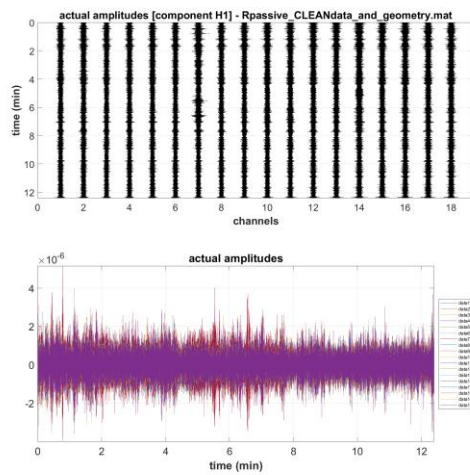 actual amplitudes [component H1] - Rpassive_CLEANdata_and_geometry.mat
0
2
4
6
8
10
12
time (min)
0 2 4 6 8 10 12 14 16 18
channels
actual amplitudes
×10⁻⁶
4
2
0
-2
0 2 4 6 8 10 12
time (min)
data1
data2
data3
data4
data5
data6
data7
data8
data9